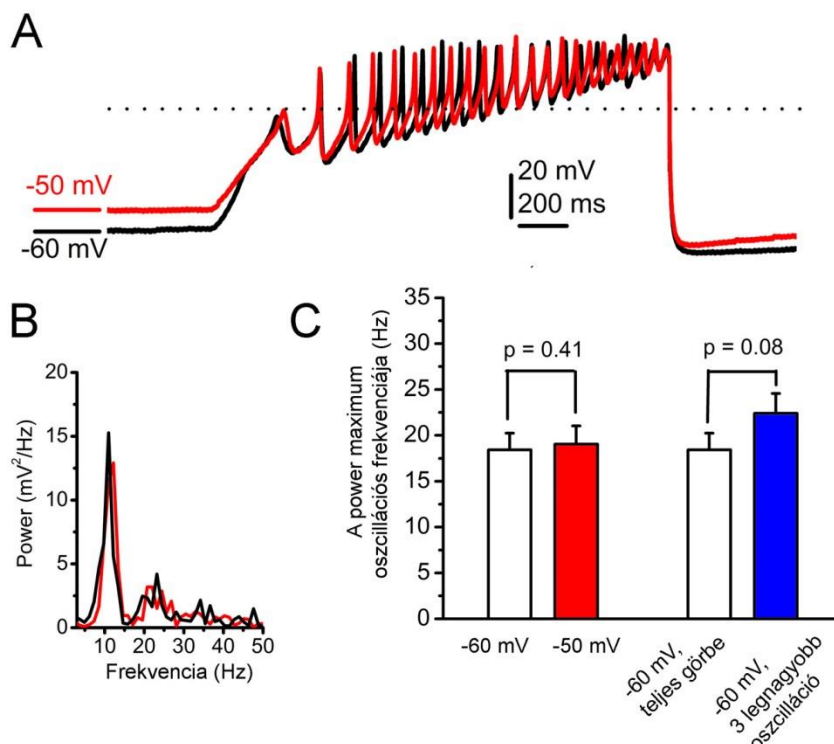 A
-50 mV
-60 mV
20 mV
200 ms
B
20
15
10
5
0
Power (mV²/Hz)
10 20 30 40 50
Frekvencia (Hz)
C
35
30
25
20
15
10
5
0
A power maximum
oszcillációs frekvenciája (Hz)
p = 0.41
p = 0.08
-60 mV
-50 mV
-60 mV,
teljes görbe
-60 mV,
3 legnagyobb
oszcilláció